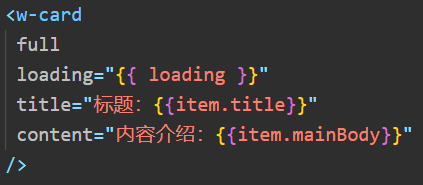 <w-card
full
loading="{{ loading }}"
title="标题：{{item.title}}"
content="内容介绍：{{item.mainBody}}"
/>